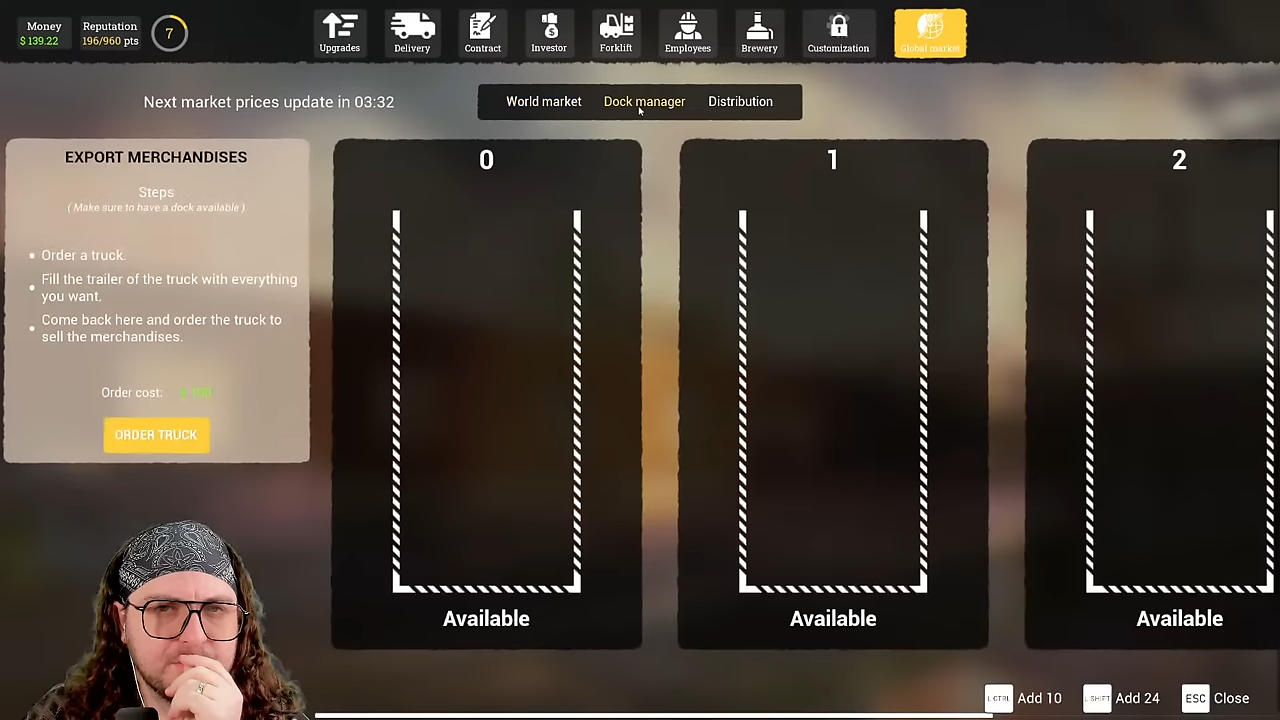 Money
$ 139.22
Reputation
196/960 pts
7
Upgrades
Delivery
Contract
Investor
Forklift
Employees
Brewery
Customization
Global market
Next market prices update in 03:32
World market
Dock manager
Distribution
EXPORT MERCHANDISES
Steps
( Make sure to have a dock available )
Order a truck.
Fill the trailer of the truck with everything
you want.
Come back here and order the truck to
sell the merchandises.
Order cost:
ORDER TRUCK
0
Available
1
Available
2
Available
L.CTRL Add 10
L.SHIFT Add 24
ESC Close